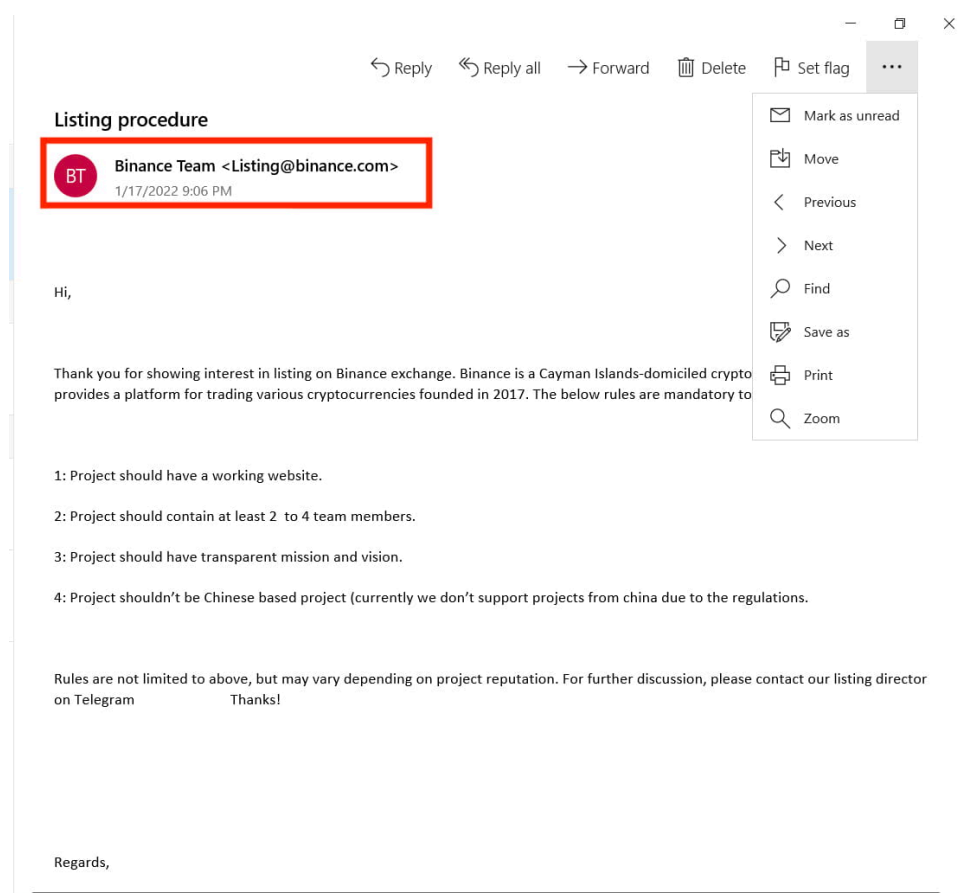 Reply
Reply all
Forward
Delete
Set flag
Mark as unread
Move
Previous
Next
Find
Save as
Print
Zoom
Listing procedure
BT
Binance Team <Listing@binance.com>
1/17/2022 9:06 PM
Hi,
Thank you for showing interest in listing on Binance exchange. Binance is a Cayman Islands-domiciled crypto
provides a platform for trading various cryptocurrencies founded in 2017. The below rules are mandatory to
1: Project should have a working website.
2: Project should contain at least 2  to 4 team members.
3: Project should have transparent mission and vision.
4: Project shouldn’t be Chinese based project (currently we don’t support projects from china due to the regulations.
Rules are not limited to above, but may vary depending on project reputation. For further discussion, please contact our listing director
on Telegram Thanks!
Regards,